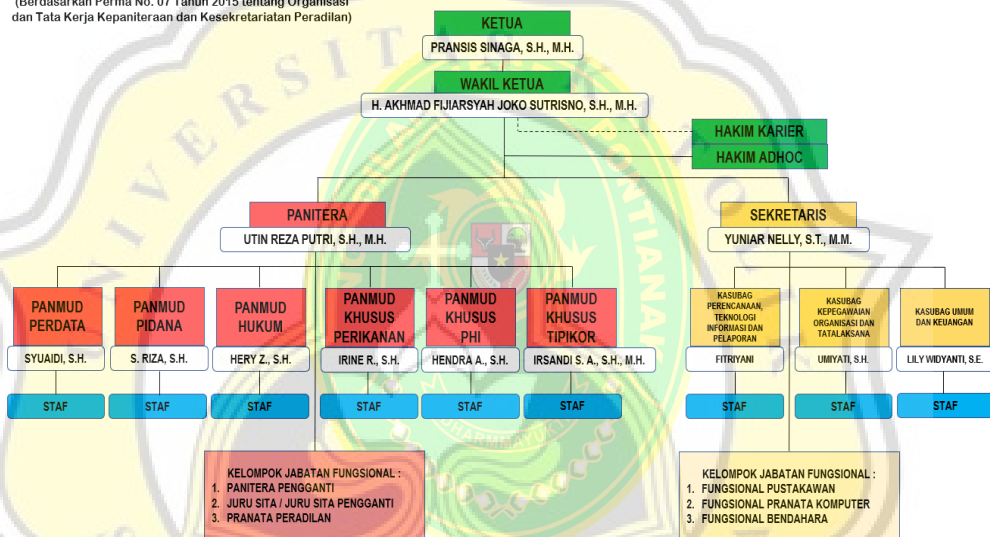 (Berdasarkan Perma No. 07 Tahun 2015 tentang Organisasi
dan Tata Kerja Kepaniteraan dan Kesekretariatan Peradilan)
KETUA
PRANSIS SINAGA, S.H., M.H.
WAKIL KETUA
H. AKHMAD FIJIARSYAH JOKO SUTRISNO, S.H., M.H.
HAKIM KARIER
HAKIM ADHOC
PANITERA
UTIN REZA PUTRI, S.H., M.H.
SEKRETARIS
YUNIAR NELLY, S.T., M.M.
PANMUD
PERDATA
SYUAIDI, S.H.
STAF
PANMUD
PIDANA
S. RIZA, S.H.
STAF
PANMUD
HUKUM
HERY Z., S.H.
STAF
PANMUD
KHUSUS
PERIKANAN
IRINE R., S.H.
STAF
PANMUD
KHUSUS
PHI
HENDRA A., S.H.
STAF
PANMUD
KHUSUS
TIPIKOR
IRSANDI S. A., S.H., M.H.
STAF
KASUBAG
PERENCANAAN,
TEKNOLOGI
INFORMASI DAN
PELAPORAN
FITRIYANI
STAF
KASUBAG
KEPEGAWAIAN
ORGANISASI DAN
TATALAKSANA
UMIYATI, S.H.
STAF
KASUBAG UMUM
DAN KEUANGAN
LILY WIDYANTI, S.E.
STAF
KELOMPOK JABATAN FUNGSIONAL :
1. PANITERA PENGGANTI
2. JURU SITA / JURU SITA PENGGANTI
3. PRANATA PERADILAN
KELOMPOK JABATAN FUNGSIONAL :
1. FUNGSIONAL PUSTAKAWAN
2. FUNGSIONAL PRANATA KOMPUTER
3. FUNGSIONAL BENDAHARA
UNIVERSITAS
PONTIANAK